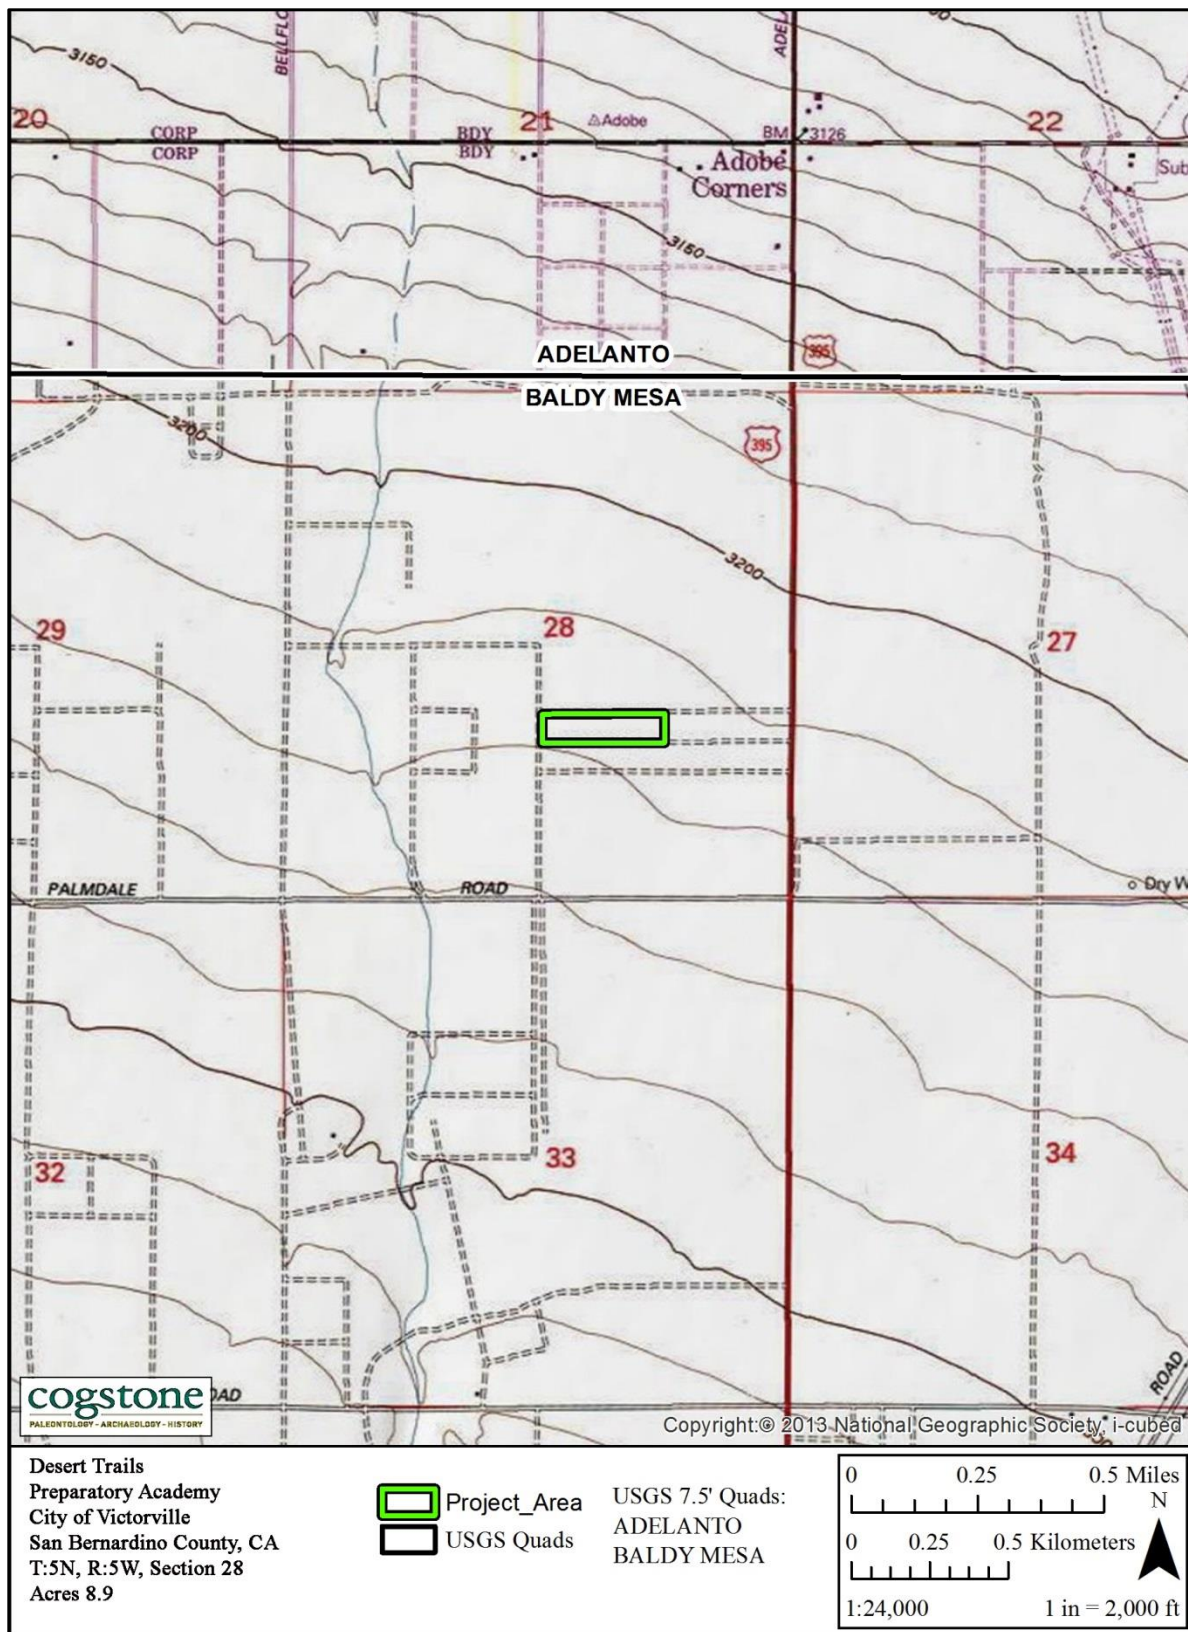 3150
BELLFLO
ADEL
20
CORP
BDY
21
Adobe
BM
3126
22
CORP
BDY
Adobe
Corners
Sub
3150
ADELANTO
395
BALDY MESA
3200
395
3200
29
28
27
PALMDALE
ROAD
Dry W
32
33
34
ROAD
OAD
cogstone
PALEONTOLOGY - ARCHAEOLOGY - HISTORY
Copyright:© 2013 National Geographic Society, i-cubed
Desert Trails
Preparatory Academy
City of Victorville
San Bernardino County, CA
T:5N, R:5W, Section 28
Acres 8.9
Project_Area
USGS Quads
USGS 7.5' Quads:
ADELANTO
BALDY MESA
0 0.25 0.5 Miles
N
0 0.25 0.5 Kilometers
1:24,000 1 in = 2,000 ft